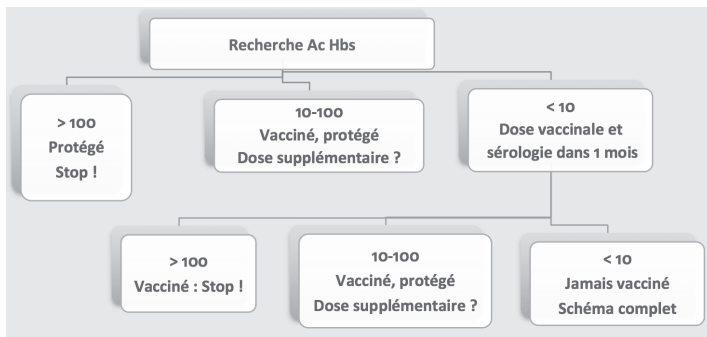 Recherche Ac Hbs
> 100
Protégé
Stop !
10-100
Vacciné, protégé
Dose supplémentaire ?
< 10
Dose vaccinale et
sérologie dans 1 mois
> 100
Vacciné : Stop !
10-100
Vacciné, protégé
Dose supplémentaire ?
< 10
Jamais vacciné
Schéma complet